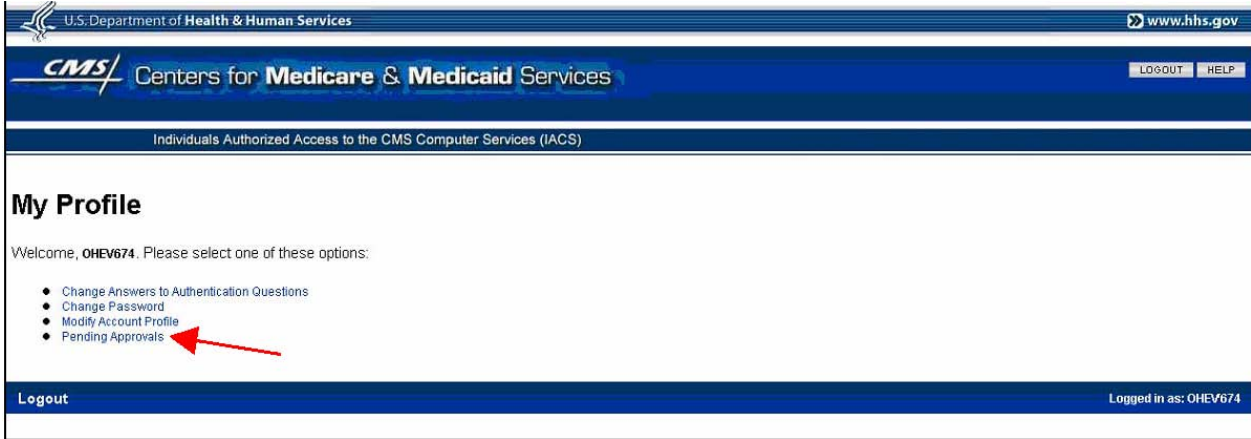 U.S. Department of Health & Human Services
www.hhs.gov
CMS Centers for Medicare & Medicaid Services
LOGOUT HELP
Individuals Authorized Access to the CMS Computer Services (IACS)
My Profile
Welcome, OHEV674. Please select one of these options:
Change Answers to Authentication Questions
Change Password
Modify Account Profile
Pending Approvals
Logout
Logged in as: OHEV674